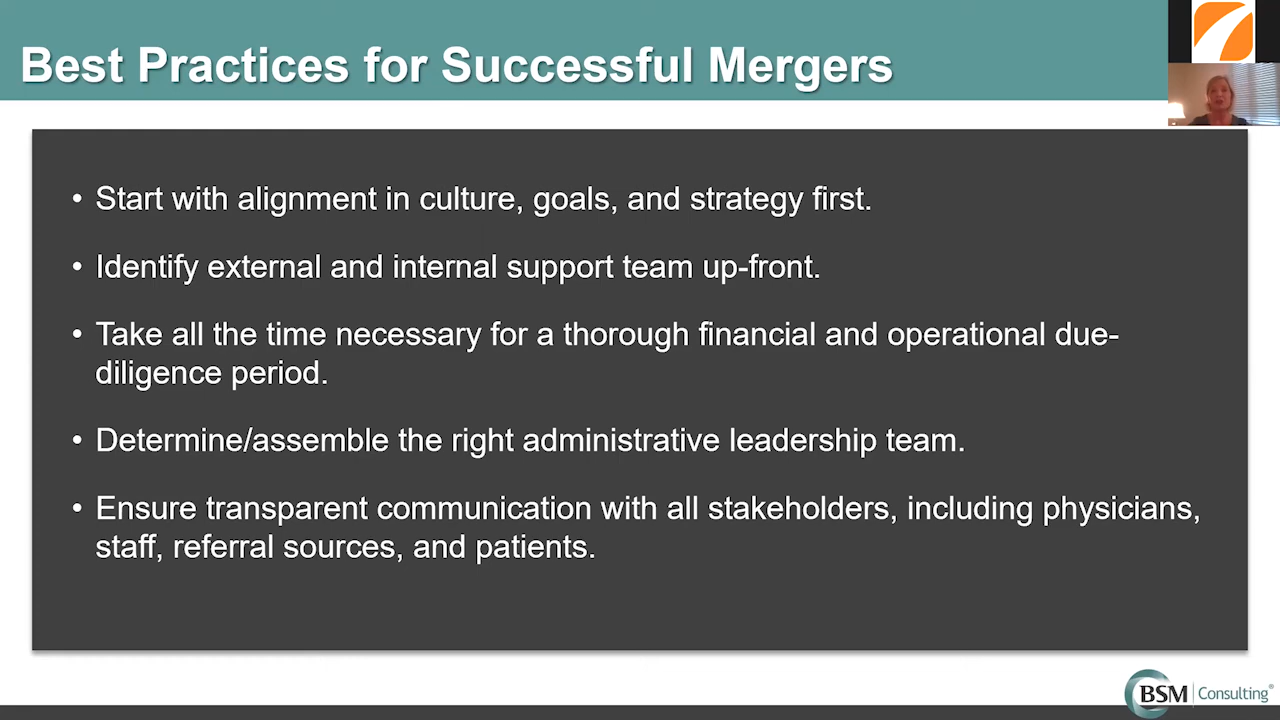 Best Practices for Successful Mergers
• Start with alignment in culture, goals, and strategy first.
• Identify external and internal support team up-front.
• Take all the time necessary for a thorough financial and operational due-
diligence period.
• Determine/assemble the right administrative leadership team.
• Ensure transparent communication with all stakeholders, including physicians,
staff, referral sources, and patients.
BSM Consulting®